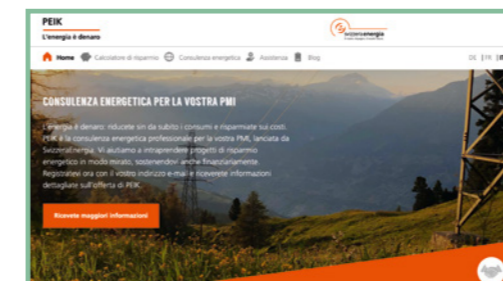 PEIK
L'energia è denaro
svizzeraenergia
Home Calcolatore di risparmio Consulenza energetica Assistenza Blog DE | FR |
CONSULENZA ENERGETICA PER LA VOSTRA PMI
L'energia è denaro: riducete sin da subito i consumi e risparmiate sui costi.
PEIK è la consulenza energetica professionale per la vostra PMI, lanciata da
SvizzeraEnergia. Vi aiutiamo a intraprendere progetti di risparmio
energetico in modo mirato, sostenendovi anche finanziariamente.
Registratevi ora con il vostro indirizzo e-mail e riceverete informazioni
dettagliate sull'offerta di PEIK.
Ricevete maggiori informazioni